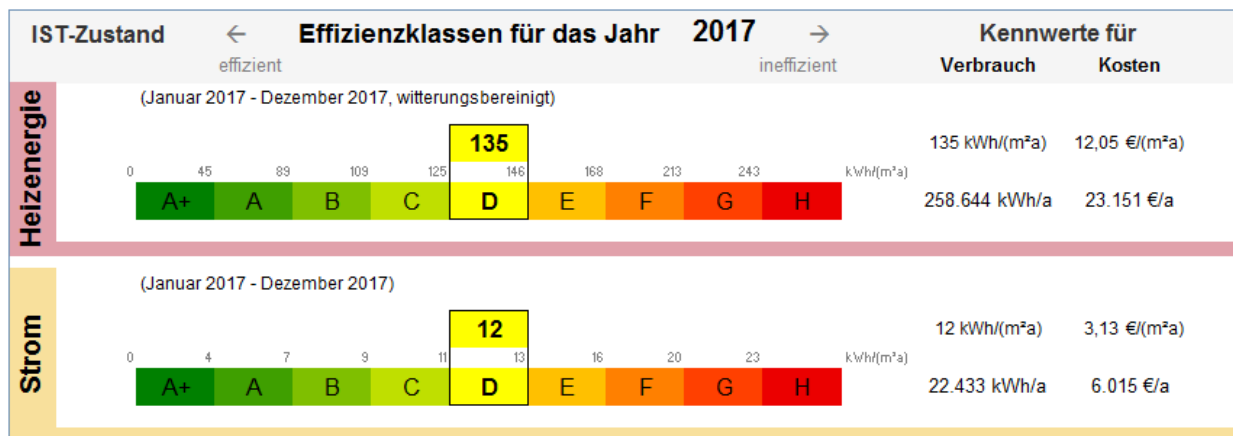 IST-Zustand ← Effizienzklassen für das Jahr 2017 → Kennwerte für
effizient ineffizient Verbrauch Kosten
Heizenergie
(Januar 2017 - Dezember 2017, witterungsbereinigt)
135 135 kWh/(m²a) 12,05 €/(m²a)
0 45 89 109 125 146 168 213 243 kWh/(m²a)
A+ A B C D E F G H 258.644 kWh/a 23.151 €/a
Strom
(Januar 2017 - Dezember 2017)
12 12 kWh/(m²a) 3,13 €/(m²a)
0 4 7 9 11 13 16 20 23 kWh/(m²a)
A+ A B C D E F G H 22.433 kWh/a 6.015 €/a